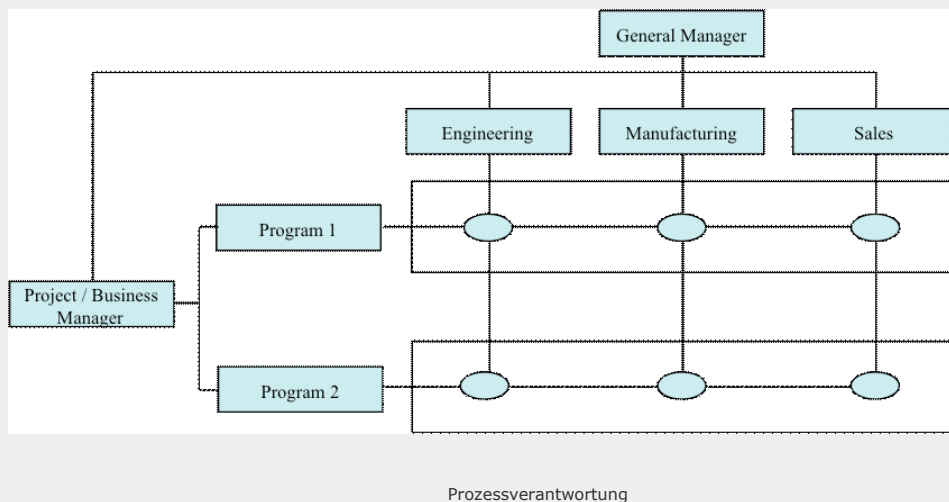 General Manager
Engineering
Manufacturing
Sales
Program 1
Project / Business
Manager
Program 2
Prozessverantwortung